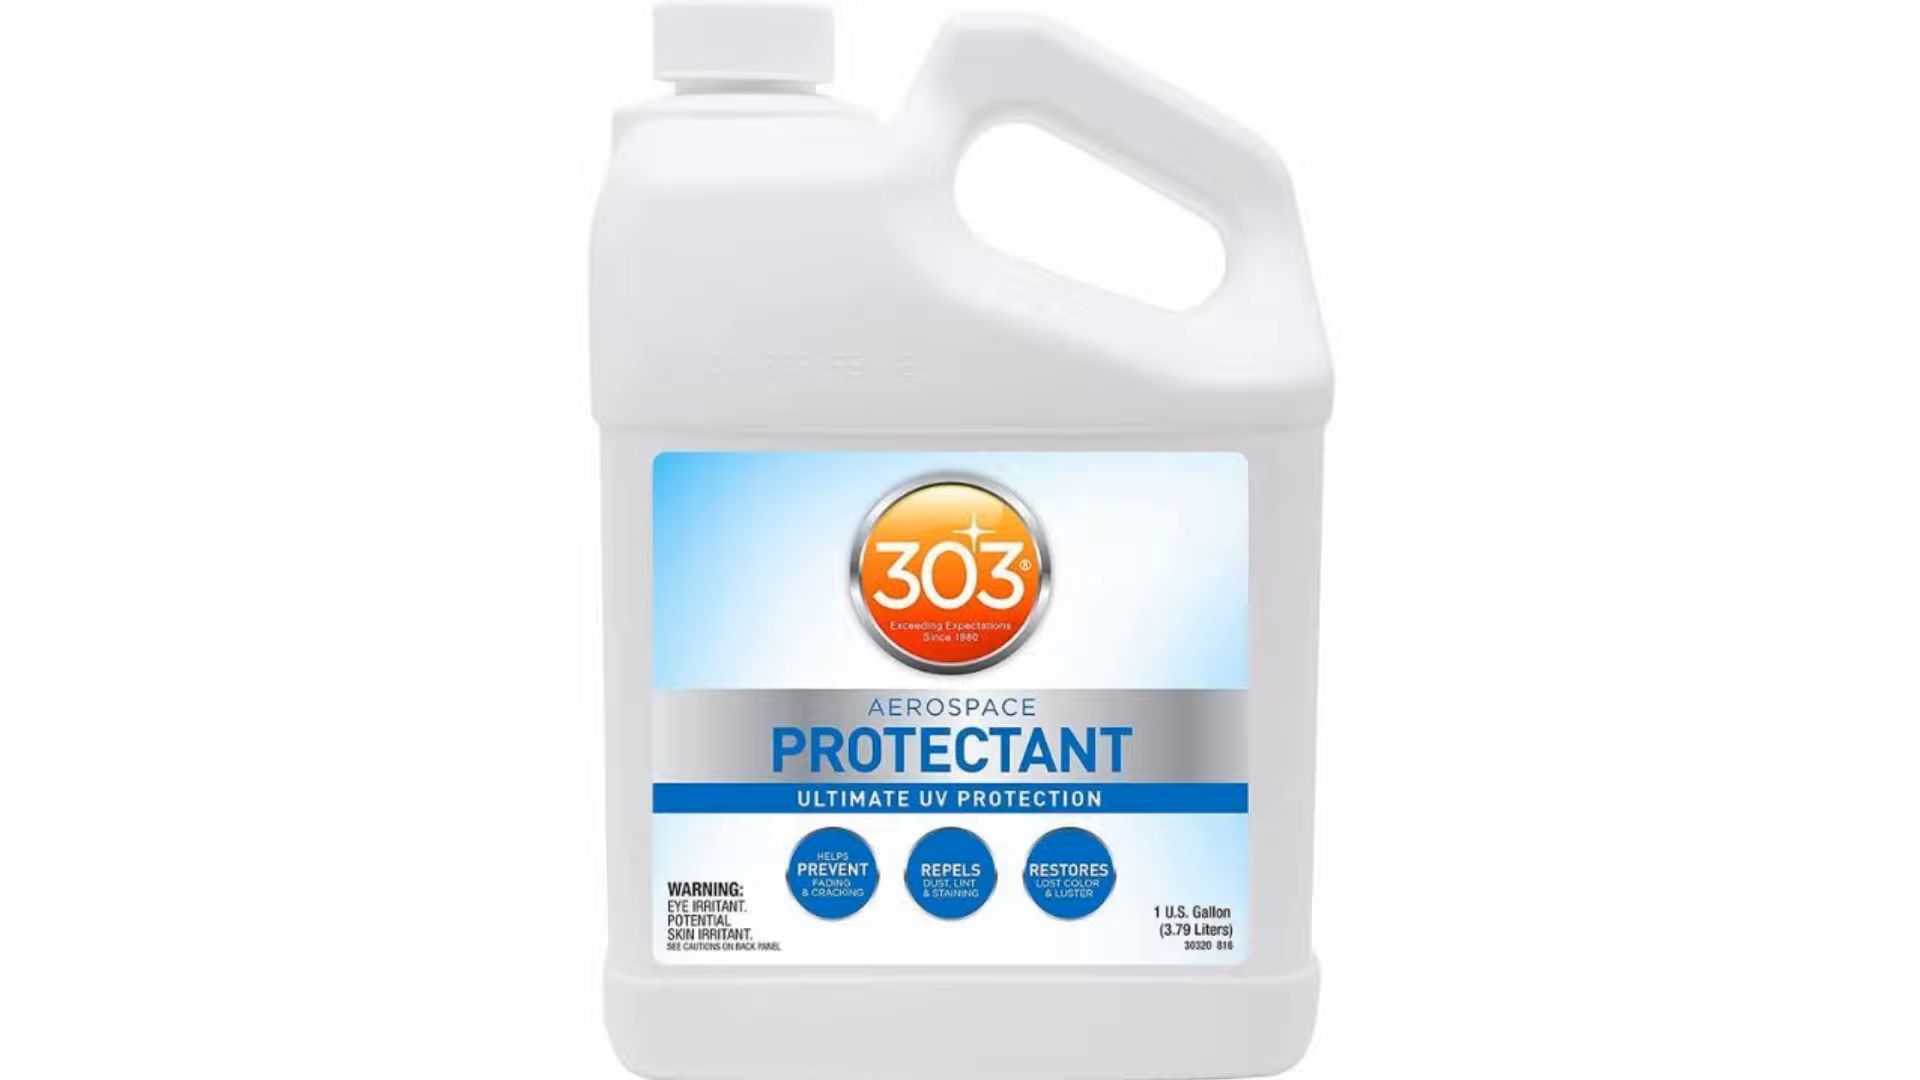 303®
Exceeding Expectations
Since 1980
AEROSPACE
PROTECTANT
ULTIMATE UV PROTECTION
HELPS
PREVENT
FADING
& CRACKING
REPELS
DUST, LINT
& STAINING
RESTORES
LOST COLOR
& LUSTER
WARNING:
EYE IRRITANT.
POTENTIAL
SKIN IRRITANT.
SEE CAUTIONS ON BACK PANEL
1 U.S. Gallon
(3.79 Liters)
30320 816